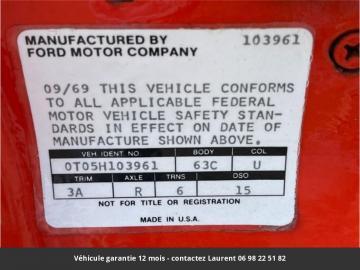 MANUFACTURED BY 103961
FORD MOTOR COMPANY
09/69 THIS VEHICLE CONFORMS
TO ALL APPLICABLE FEDERAL
MOTOR VEHICLE SAFETY STAN-
DARDS IN EFFECT ON DATE OF
MANUFACTURE SHOWN ABOVE.
VEH IDENT NO BODY COL
0T05H103961 63C U
TRIM AXLE TRNS DSO
3A R 6 15
NOT FOR TITLE OR REGISTRATION
MADE IN U.S.A.
Véhicule garantie 12 mois - contactez Laurent 06 98 22 51 82